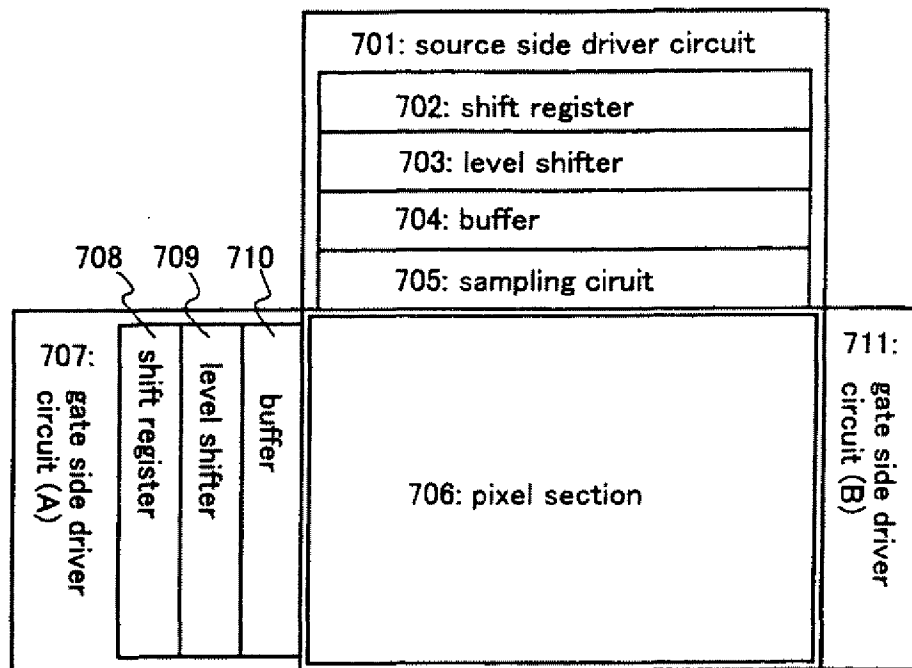 701: source side driver circuit
702: shift register
703: level shifter
704: buffer
705: sampling ciruit
708 709 710
707:
gate side driver
circuit (A)
shift register
level shifter
buffer
706: pixel section
711:
gate side driver
circuit (B)